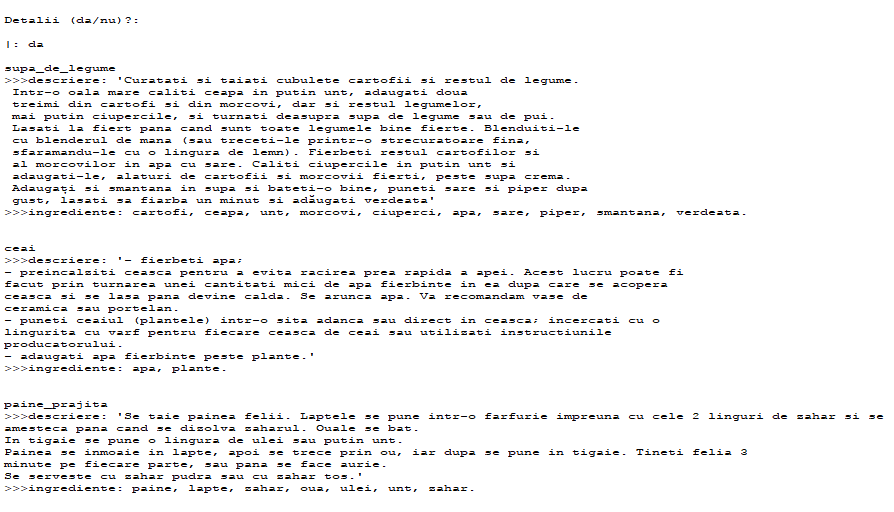 Detalii (da/nu)?:
|: da
supa_de_legume
>>>descriere: 'Curatati si taiati cubulete cartofii si restul de legume.
Intr-o oala mare caliti ceapa in putin unt, adaugati doua
treimi din cartofi si din morcovi, dar si restul legumelor,
mai putin ciupercile, si turnati deasupra supa de legume sau de pui.
Lasati la fiert pana cand sunt toate legumele bine fierte. Blenduiti-le
cu blenderul de mana (sau treceti-le printr-o strecuratoare fina,
sfaramandu-le cu o lingura de lemn). Fierbeti restul cartofilor si
al morcovilor in apa cu sare. Caliti ciupercile in putin unt si
adaugati-le, alaturi de cartofii si morcovii fierti, peste supa crema.
Adaugați si smantana in supa si bateti-o bine, puneti sare si piper dupa
gust, lasati sa fiarba un minut si adăugati verdeata'
>>>ingrediente: cartofi, ceapa, unt, morcovi, ciuperci, apa, sare, piper, smantana, verdeata.
ceai
>>>descriere: '- fierbeti apa;
- preincalziti ceasca pentru a evita racirea prea rapida a apei. Acest lucru poate fi
facut prin turnarea unei cantitati mici de apa fierbinte in ea dupa care se acopera
ceasca si se lasa pana devine calda. Se arunca apa. Va recomandam vase de
ceramica sau portelan.
- puneti ceaiul (plantele) intr-o sita adanca sau direct in ceasca; incercati cu o
lingurita cu varf pentru fiecare ceasca de ceai sau utilizati instructiunile
producatorului.
- adaugati apa fierbinte peste plante.'
>>>ingrediente: apa, plante.
paine_prajita
>>>descriere: 'Se taie painea felii. Laptele se pune intr-o farfurie impreuna cu cele 2 linguri de zahar si se
amesteca pana cand se dizolva zaharul. Ouale se bat.
In tigaie se pune o lingura de ulei sau putin unt.
Painea se inmoaie in lapte, apoi se trece prin ou, iar dupa se pune in tigaie. Tineti felia 3
minute pe fiecare parte, sau pana se face aurie.
Se serveste cu zahar pudra sau cu zahar tos.'
>>>ingrediente: paine, lapte, zahar, oua, ulei, unt, zahar.